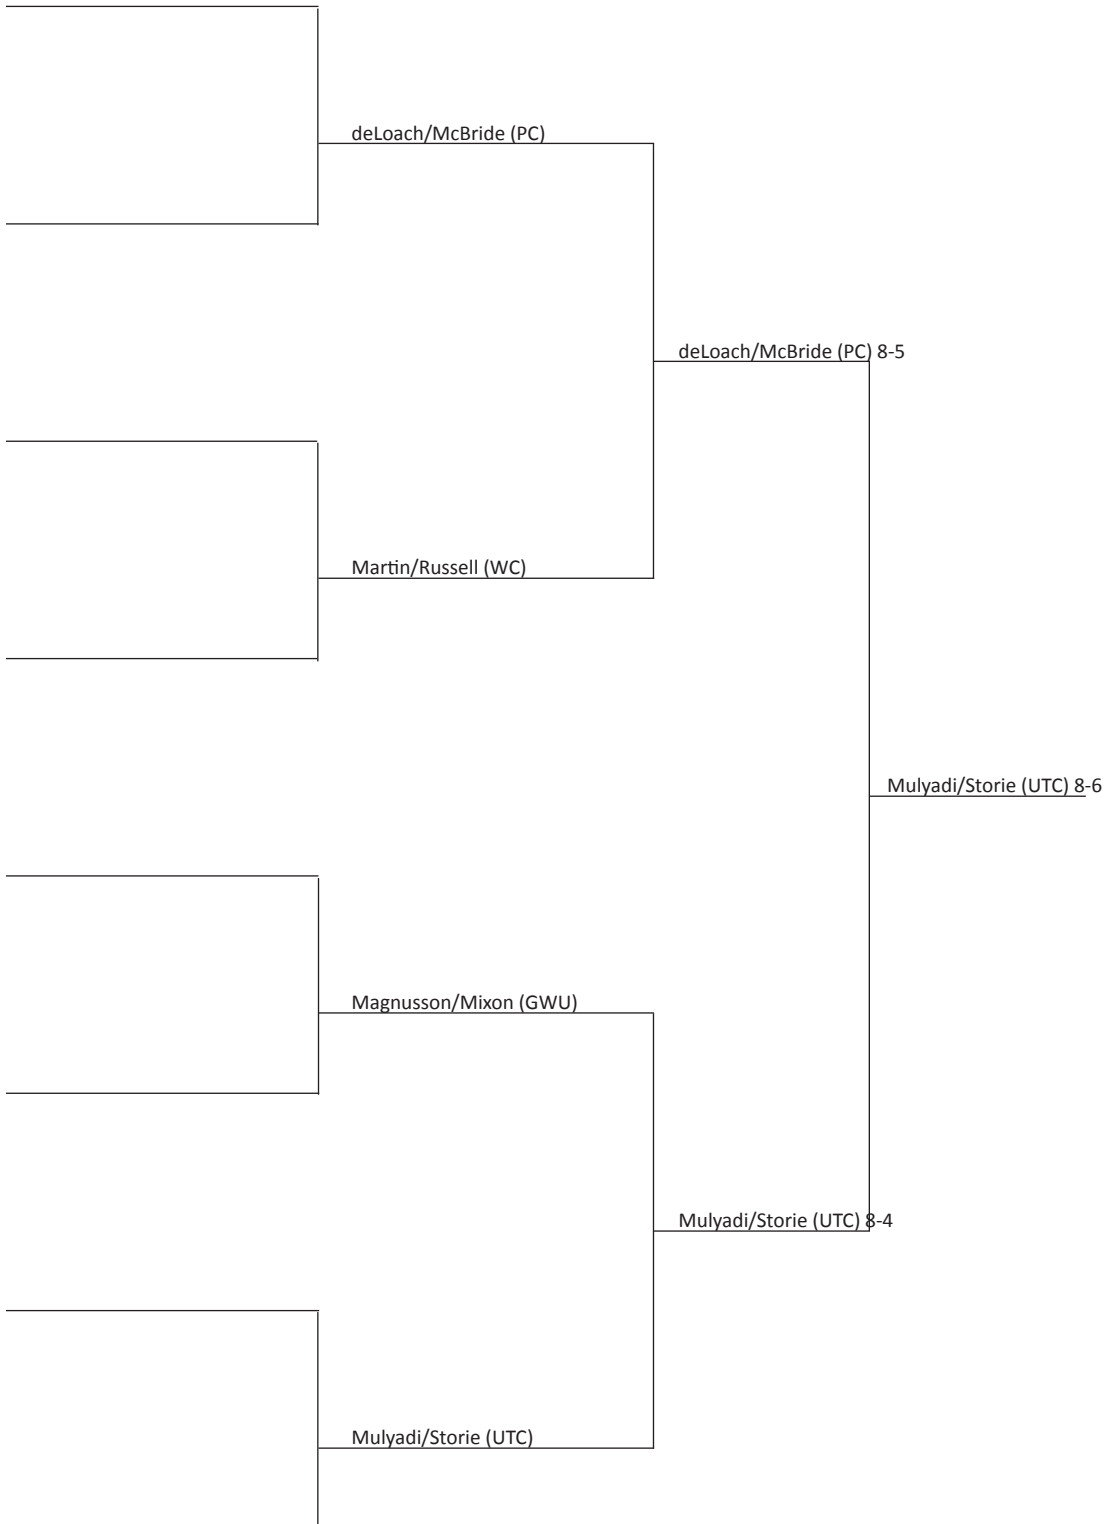 deLoach/McBride (PC)
deLoach/McBride (PC) 8-5
Martin/Russell (WC)
Mulyadi/Storie (UTC) 8-6
Magnusson/Mixon (GWU)
Mulyadi/Storie (UTC) 8-4
Mulyadi/Storie (UTC)